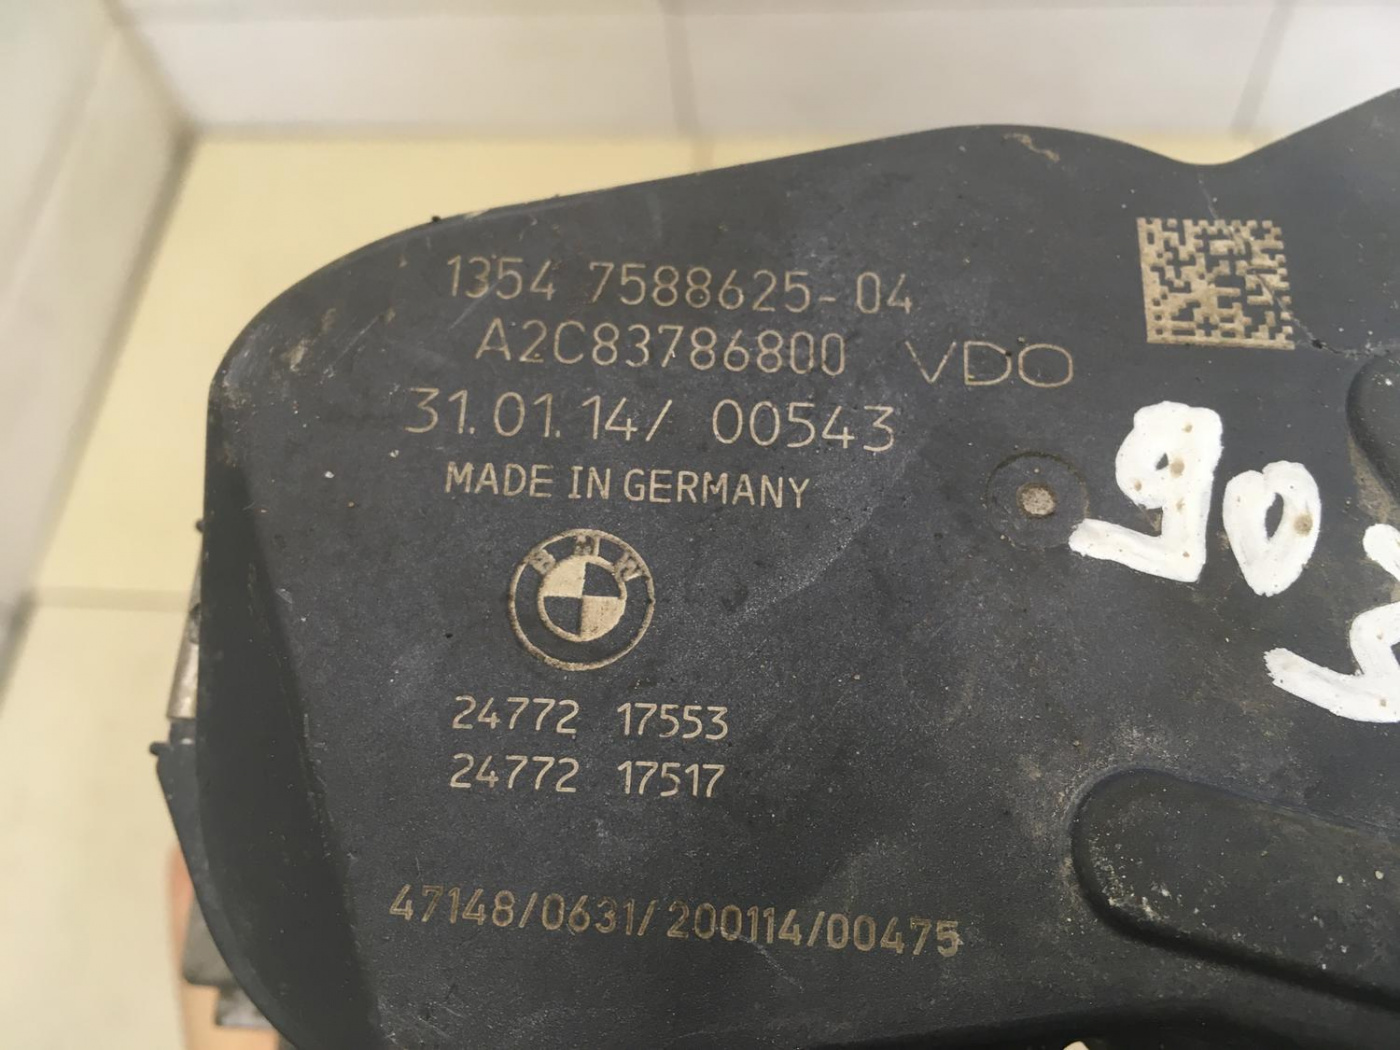 1354 7588625-04
A2C83786800 VDO
31.01.14/ 00543
MADE IN GERMANY
BMW
24772 17553
24772 17517
47148/0631/200114/00475
90